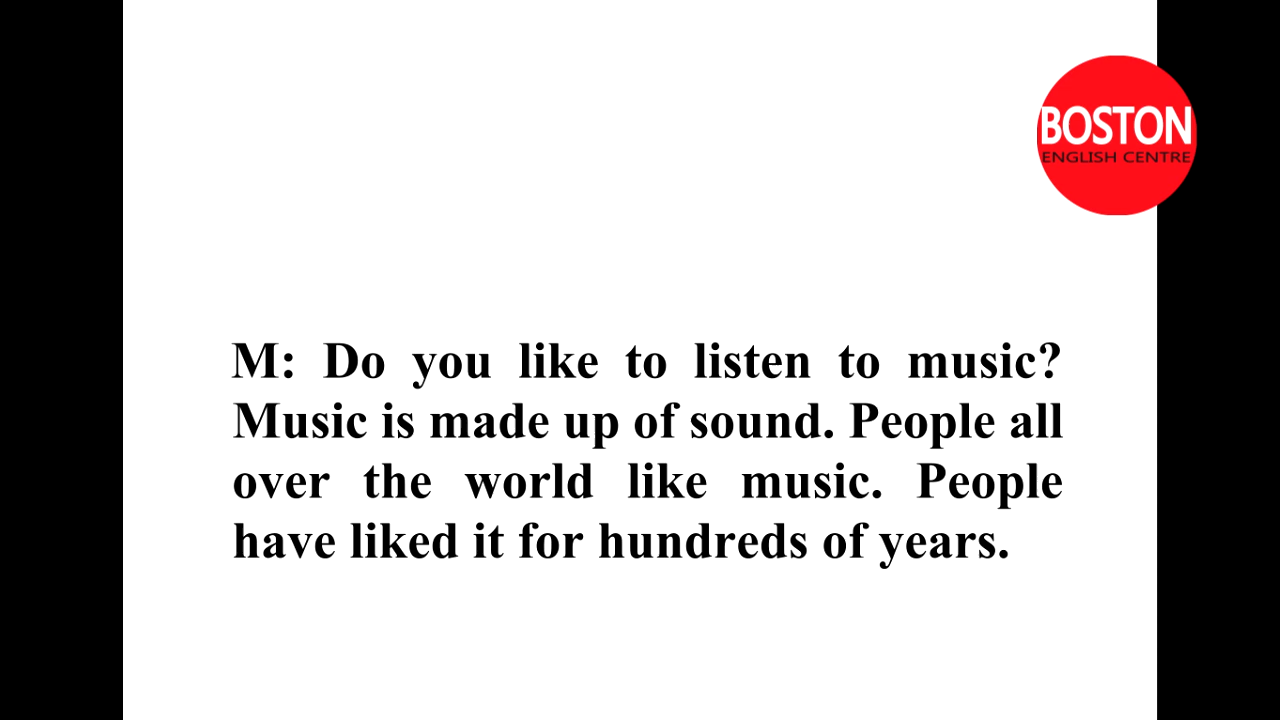 BOSTON
ENGLISH CENTRE
M: Do you like to listen to music?
Music is made up of sound. People all
over the world like music. People
have liked it for hundreds of years.